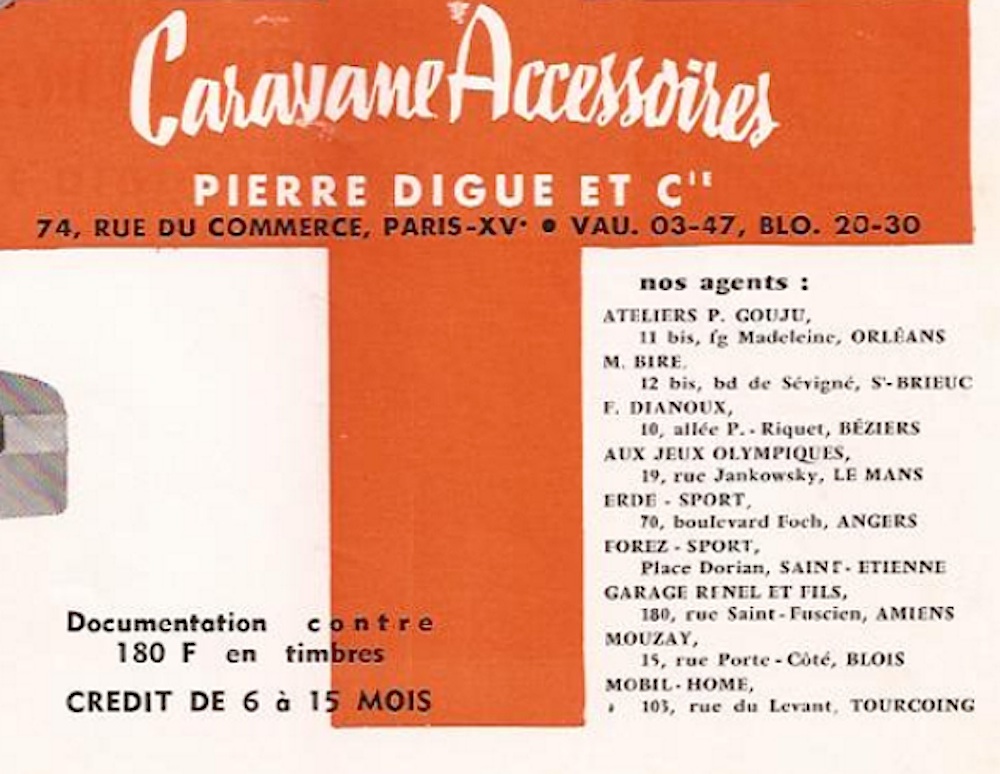 Caravane Accessoires
PIERRE DIGUE ET CIE
74, RUE DU COMMERCE, PARIS-XVe • VAU. 03-47, BLO. 20-30
nos agents :
ATELIERS P. GOUJU,
11 bis, fg Madeleine, ORLÉANS
M. BIRE,
12 bis, bd de Sévigné, St-BRIEUC
F. DIANOUX,
10, allée P.-Riquet, BÉZIERS
AUX JEUX OLYMPIQUES,
19, rue Jankowsky, LE MANS
ERDE - SPORT,
70, boulevard Foch, ANGERS
FOREZ - SPORT,
Place Dorian, SAINT - ETIENNE
GARAGE RENEL ET FILS,
180, rue Saint-Fuscien, AMIENS
MOUZAY,
15, rue Porte-Côté, BLOIS
MOBIL-HOME,
103, rue du Levant, TOURCOING
Documentation contre
180 F en timbres
CREDIT DE 6 à 15 MOIS